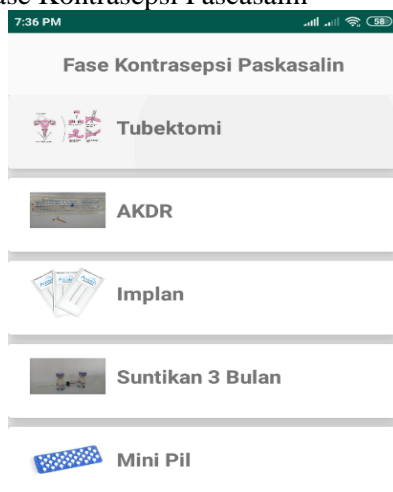 7:36 PM
58
Fase Kontrasepsi Paskasalin
Tubektomi
AKDR
Implan
Suntikan 3 Bulan
Mini Pil